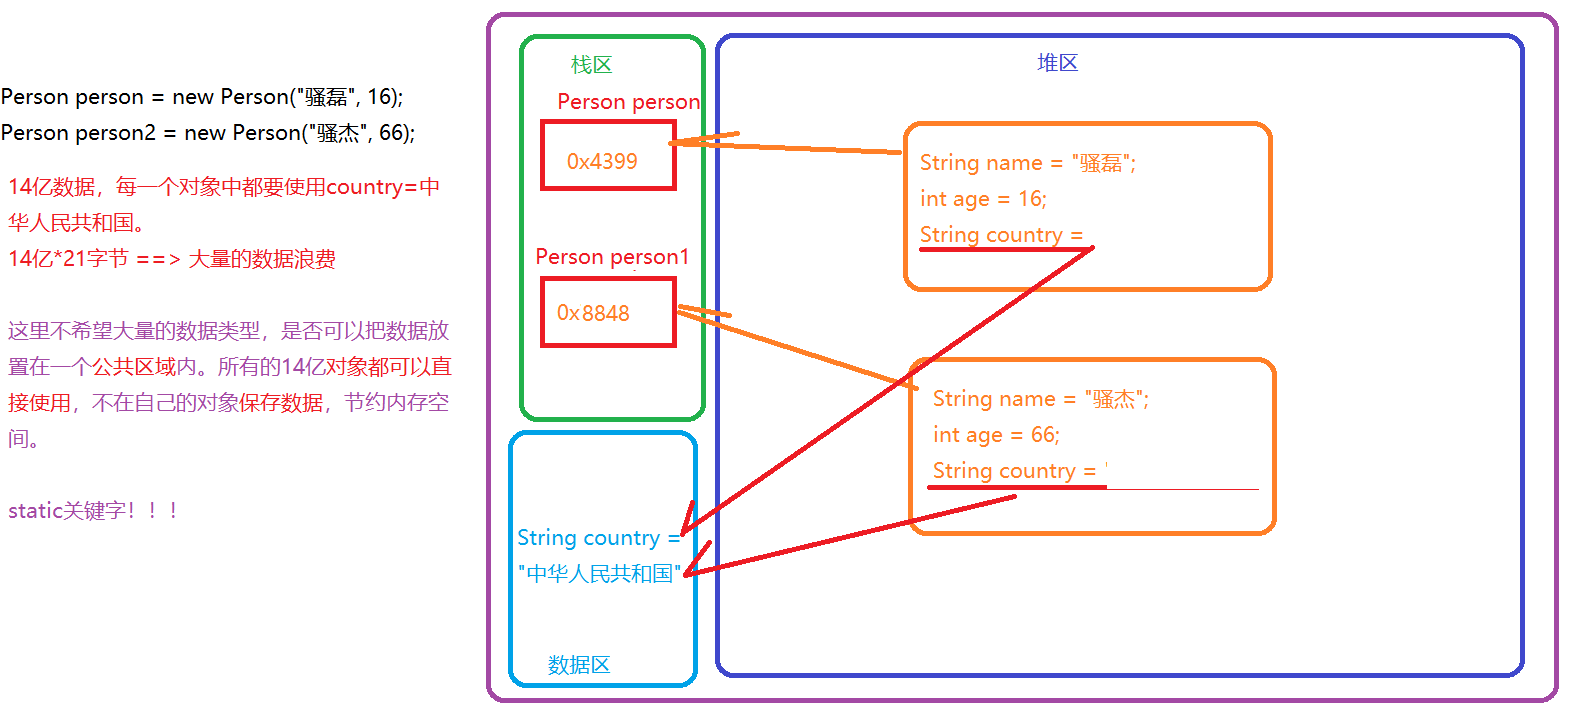 Person person = new Person("骚磊", 16);
Person person2 = new Person("骚杰", 66);
14亿数据，每一个对象中都要使用country=中
华人民共和国。
14亿*21字节 ==> 大量的数据浪费
这里不希望大量的数据类型，是否可以把数据放
置在一个公共区域内。所有的14亿对象都可以直
接使用，不在自己的对象保存数据，节约内存空
间。
static关键字！！！
栈区
Person person
0x4399
Person person1
0x8848
String country =
"中华人民共和国"
数据区
堆区
String name = "骚磊";
int age = 16;
String country =
String name = "骚杰";
int age = 66;
String country = '